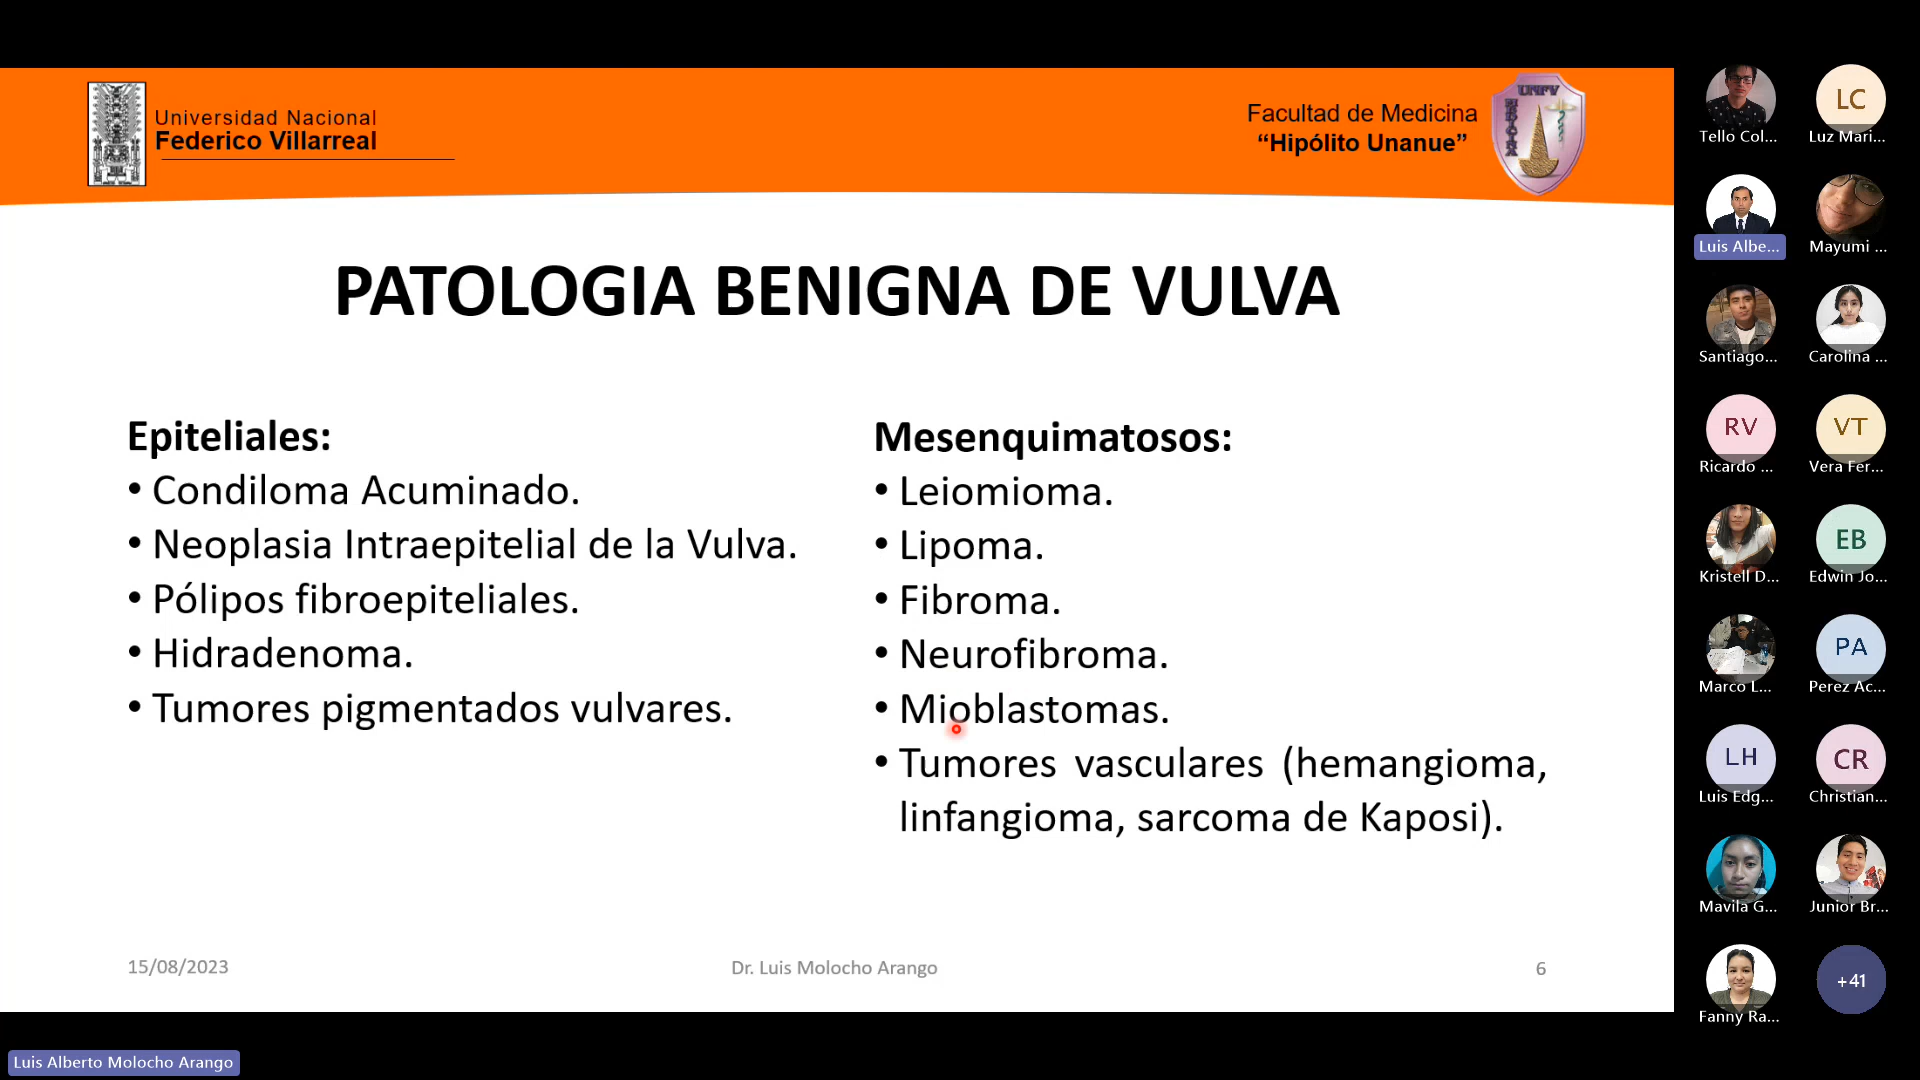 Universidad Nacional
Federico Villarreal
Facultad de Medicina
“Hipólito Unanue”
UNFV
PATOLOGIA BENIGNA DE VULVA
Epiteliales:
• Condiloma Acuminado.
• Neoplasia Intraepitelial de la Vulva.
• Pólipos fibroepiteliales.
• Hidradenoma.
• Tumores pigmentados vulvares.
Mesenquimatosos:
• Leiomioma.
• Lipoma.
• Fibroma.
• Neurofibroma.
• Mioblastomas.
• Tumores vasculares (hemangioma,
linfangioma, sarcoma de Kaposi).
15/08/2023
Dr. Luis Molocho Arango
6
Tello Col...
LC
Luz Mari...
Luis Albe...
Mayumi ...
Santiago...
Carolina ...
RV
Ricardo ...
VT
Vera Fer...
Kristell D...
EB
Edwin Jo...
Marco L...
PA
Perez Ac...
LH
Luis Edg...
CR
Christian...
Mavila G...
Junior Br...
Fanny Ra...
+41
Luis Alberto Molocho Arango